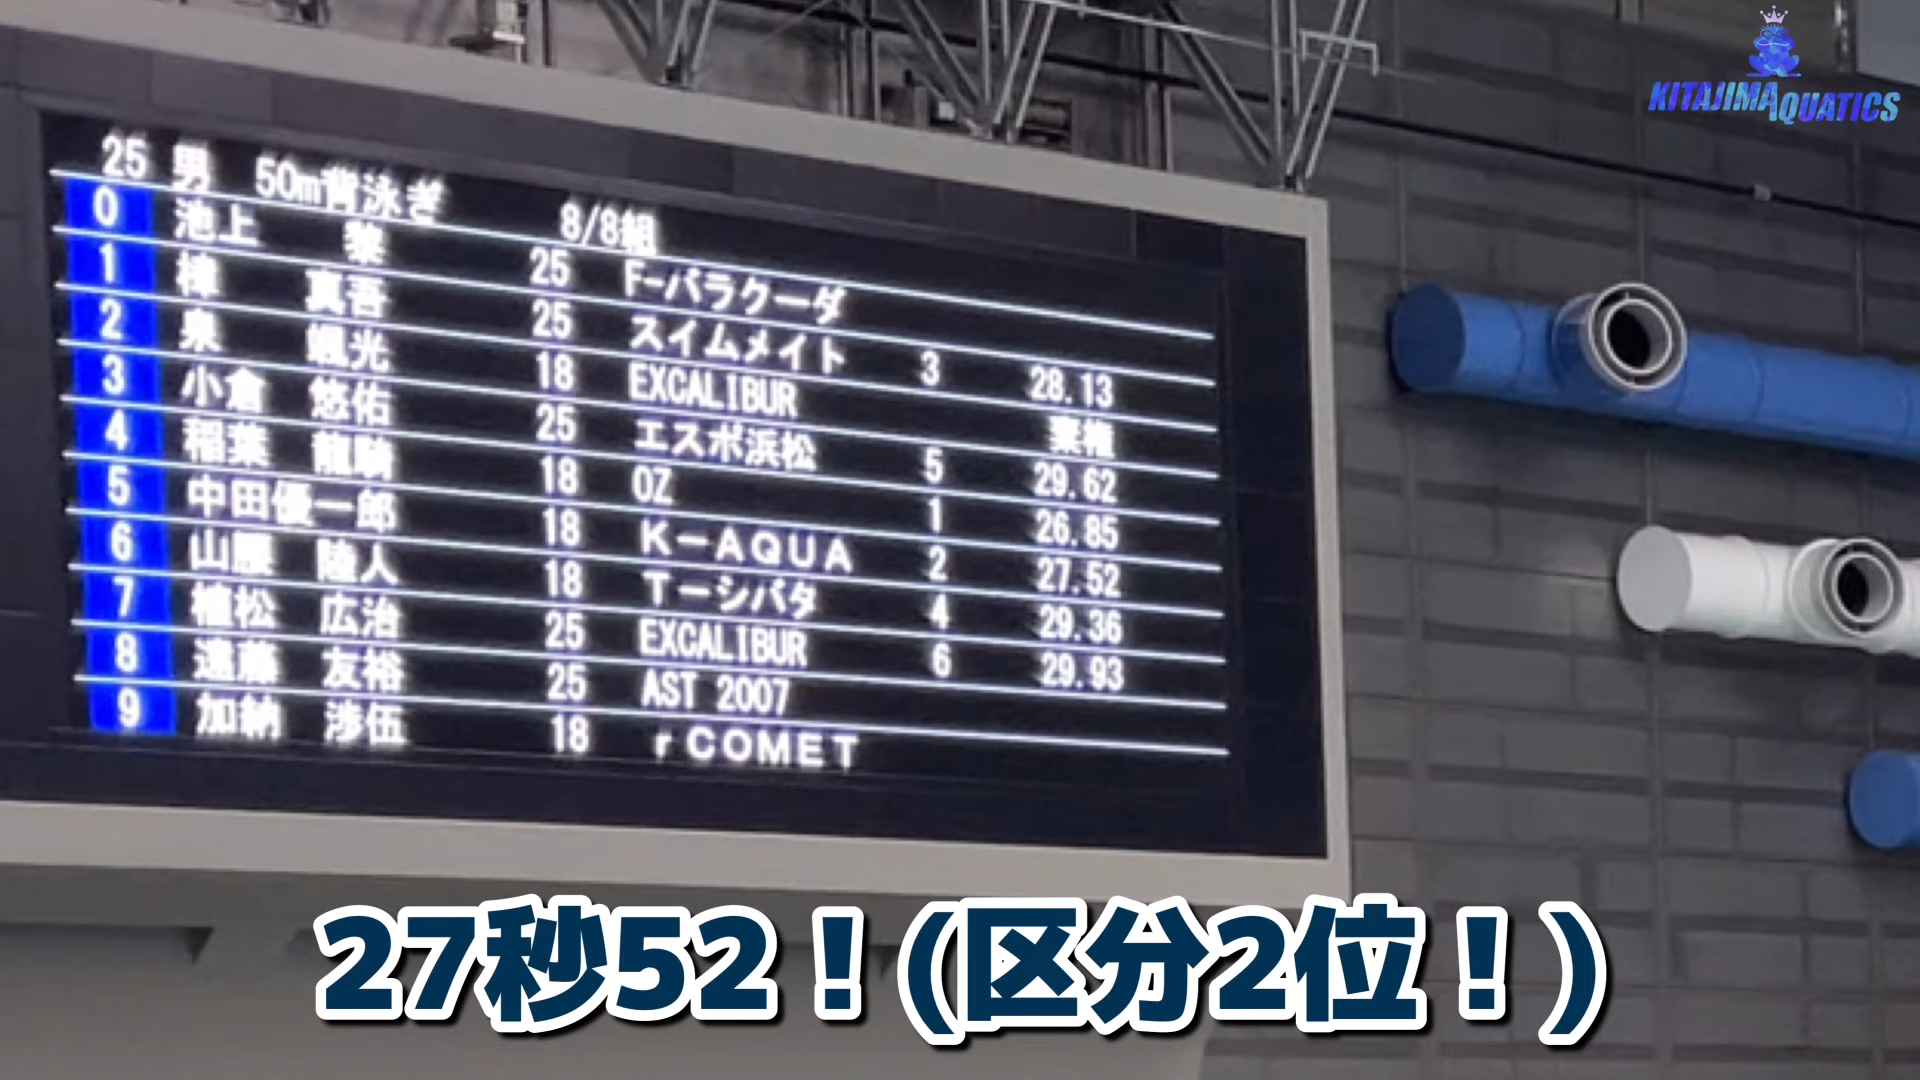 KITAJIMAQUATICS
25 男 50m背泳ぎ 8/8組
0 池上 黎 25 F-バラクーダ
1 棹 真吾 25 スイムメイト 3 28.13
2 泉 颯光 18 EXCALIBUR 棄権
3 小倉 悠佑 25 エスポ浜松 5 29.62
4 稲葉 龍騎 18 OZ 1 26.85
5 中田優一郎 18 K-AQUA 2 27.52
6 山腰 陸人 18 T-シバタ 4 29.36
7 植松 広治 25 EXCALIBUR 6 29.93
8 遠藤 友裕 25 AST 2007
9 加納 渉伍 18 rCOMET
27秒52！(区分2位！)